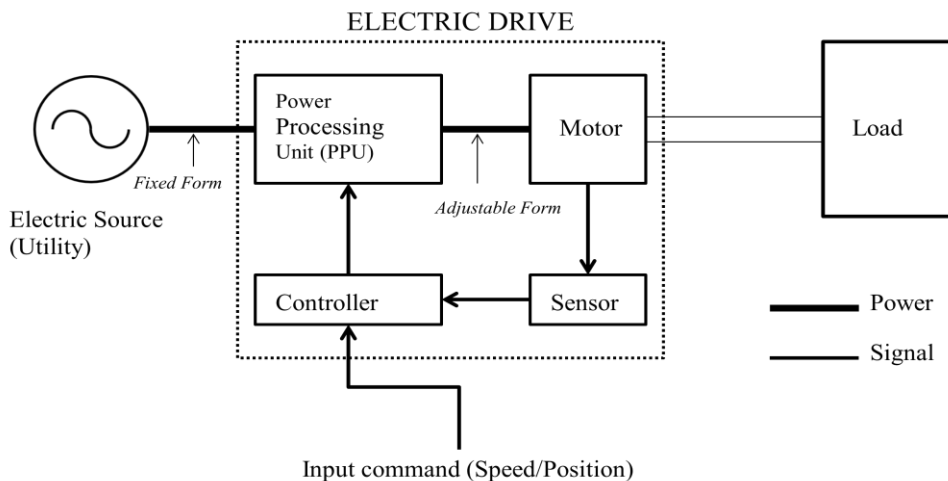 ELECTRIC DRIVE
Power
Processing
Unit (PPU)
Motor
Load
Fixed Form
Adjustable Form
Electric Source
(Utility)
Controller
Sensor
Power
Signal
Input command (Speed/Position)